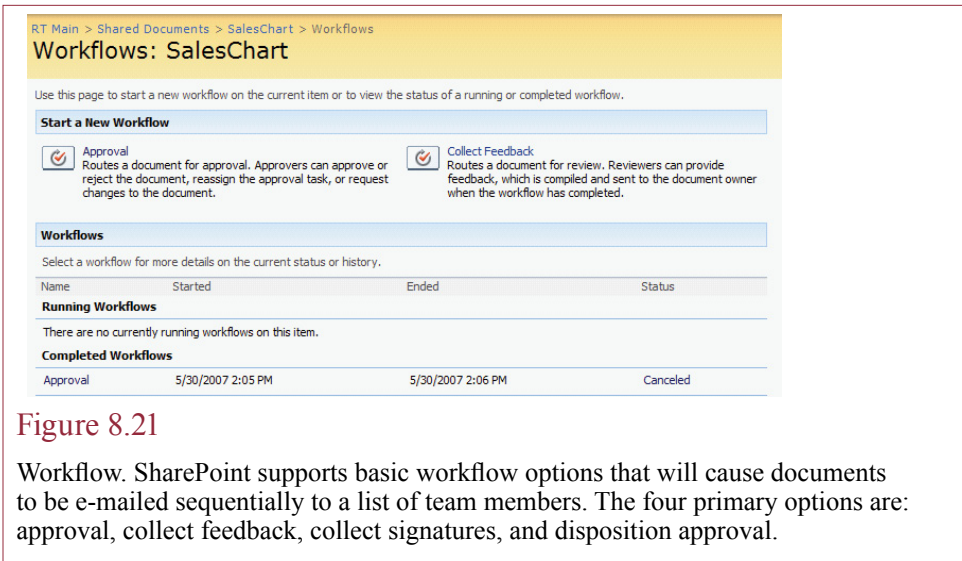 RT Main > Shared Documents > SalesChart > Workflows
Workflows: SalesChart
Use this page to start a new workflow on the current item or to view the status of a running or completed workflow.
Start a New Workflow
Approval
Routes a document for approval. Approvers can approve or
reject the document, reassign the approval task, or request
changes to the document.
Collect Feedback
Routes a document for review. Reviewers can provide
feedback, which is compiled and sent to the document owner
when the workflow has completed.
Workflows
Select a workflow for more details on the current status or history.
Name Started Ended Status
Running Workflows
There are no currently running workflows on this item.
Completed Workflows
Approval 5/30/2007 2:05 PM 5/30/2007 2:06 PM Canceled
Figure 8.21
Workflow. SharePoint supports basic workflow options that will cause documents
to be e-mailed sequentially to a list of team members. The four primary options are:
approval, collect feedback, collect signatures, and disposition approval.